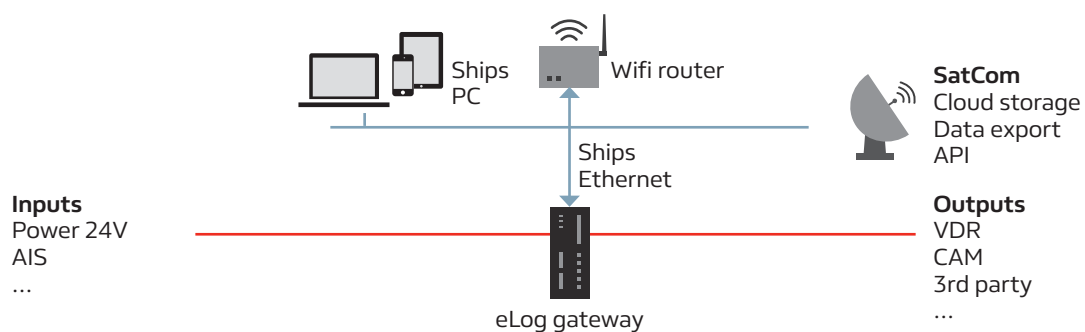 Ships
PC
Wifi router
SatCom
Cloud storage
Data export
API
Ships
Ethernet
Inputs
Power 24V
AIS
...
Outputs
VDR
CAM
3rd party
...
eLog gateway